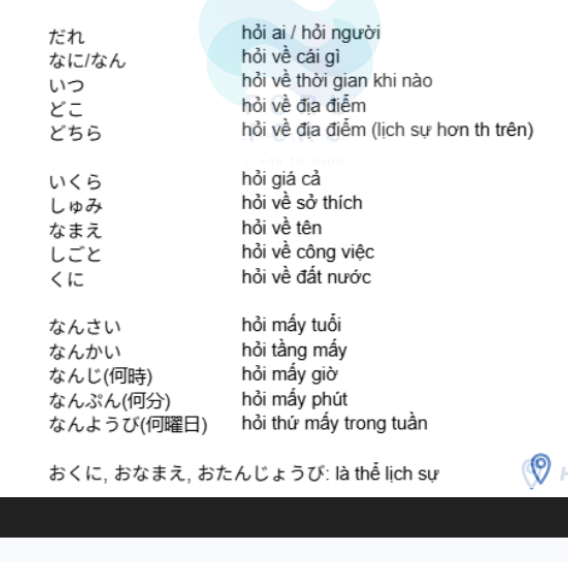 だれ hỏi ai / hỏi người
なに/なん hỏi về cái gì
いつ hỏi về thời gian khi nào
どこ hỏi về địa điểm
どちら hỏi về địa điểm (lịch sự hơn th trên)
いくら hỏi giá cả
しゅみ hỏi về sở thích
なまえ hỏi về tên
しごと hỏi về công việc
くに hỏi về đất nước
なんさい hỏi mấy tuổi
なんかい hỏi tầng mấy
なんじ(何時) hỏi mấy giờ
なんぷん(何分) hỏi mấy phút
なんようび(何曜日) hỏi thứ mấy trong tuần
おくに, おなまえ, おたんじょうび: là thể lịch sự